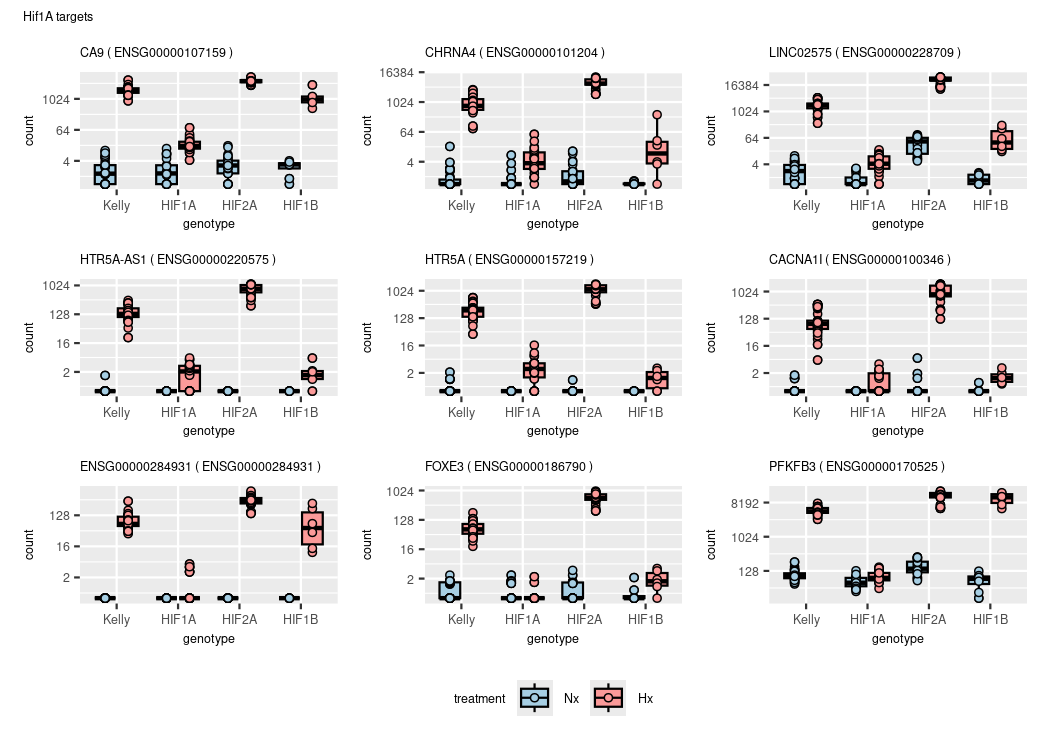 Hif1A targets
CA9 ( ENSG00000107159 )
CHRNA4 ( ENSG00000101204 )
LINC02575 ( ENSG00000228709 )
count
1024
64
4
Kelly HIF1A HIF2A HIF1B
genotype
count
16384
1024
64
4
Kelly HIF1A HIF2A HIF1B
genotype
count
16384
1024
64
4
Kelly HIF1A HIF2A HIF1B
genotype
HTR5A-AS1 ( ENSG00000220575 )
HTR5A ( ENSG00000157219 )
CACNA1I ( ENSG00000100346 )
count
1024
128
16
2
Kelly HIF1A HIF2A HIF1B
genotype
count
1024
128
16
2
Kelly HIF1A HIF2A HIF1B
genotype
count
1024
128
16
2
Kelly HIF1A HIF2A HIF1B
genotype
ENSG00000284931 ( ENSG00000284931 )
FOXE3 ( ENSG00000186790 )
PFKFB3 ( ENSG00000170525 )
count
128
16
2
Kelly HIF1A HIF2A HIF1B
genotype
count
1024
128
16
2
Kelly HIF1A HIF2A HIF1B
genotype
count
8192
1024
128
Kelly HIF1A HIF2A HIF1B
genotype
treatment Nx Hx